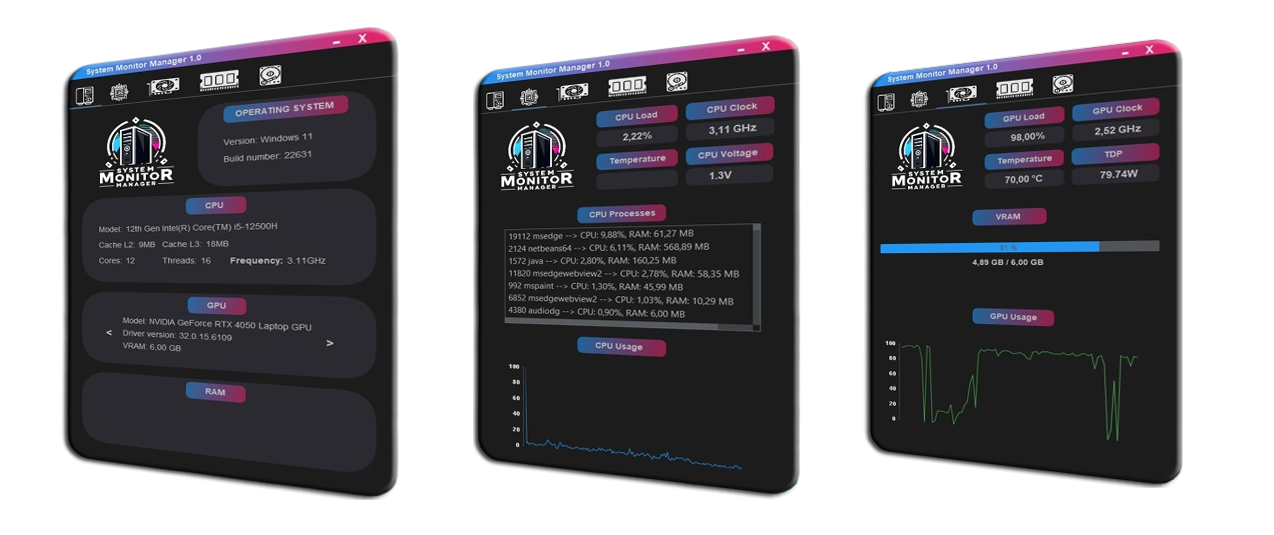 System Monitor Manager 1.0
– X
OPERATING SYSTEM
Version: Windows 11
Build number: 22631
SYSTEM
MONITOR
MANAGER
CPU
Model: 12th Gen Intel(R) Core(TM) i5-12500H
Cache L2: 9MB Cache L3: 18MB
Cores: 12 Threads: 16 Frequency: 3.11GHz
GPU
Model: NVIDIA GeForce RTX 4050 Laptop GPU
Driver version: 32.0.15.6109
VRAM: 6,00 GB
< >
RAM
System Monitor Manager 1.0
– X
SYSTEM
MONITOR
MANAGER
CPU Load
2,22%
CPU Clock
3,11 GHz
Temperature
CPU Voltage
1.3V
CPU Processes
19112 msedge --> CPU: 9,88%, RAM: 61,27 MB
2124 netbeans64 --> CPU: 6,11%, RAM: 568,89 MB
1572 java --> CPU: 2,80%, RAM: 160,25 MB
11820 msedgewebview2 --> CPU: 2,78%, RAM: 58,35 MB
992 mspaint --> CPU: 1,30%, RAM: 45,99 MB
6852 msedgewebview2 --> CPU: 1,03%, RAM: 10,29 MB
4380 audiodg --> CPU: 0,90%, RAM: 6,00 MB
CPU Usage
100
80
60
40
20
0
System Monitor Manager 1.0
– X
SYSTEM
MONITOR
MANAGER
GPU Load
98,00%
GPU Clock
2,52 GHz
Temperature
70,00 °C
TDP
79.74W
VRAM
81 %
4,89 GB / 6,00 GB
GPU Usage
100
80
60
40
20
0